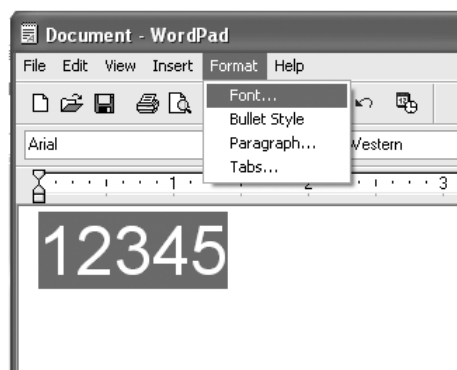 Document - WordPad
File Edit View Insert Format Help
Font...
Bullet Style
Arial Paragraph... Western
Tabs...
1 2 3
12345